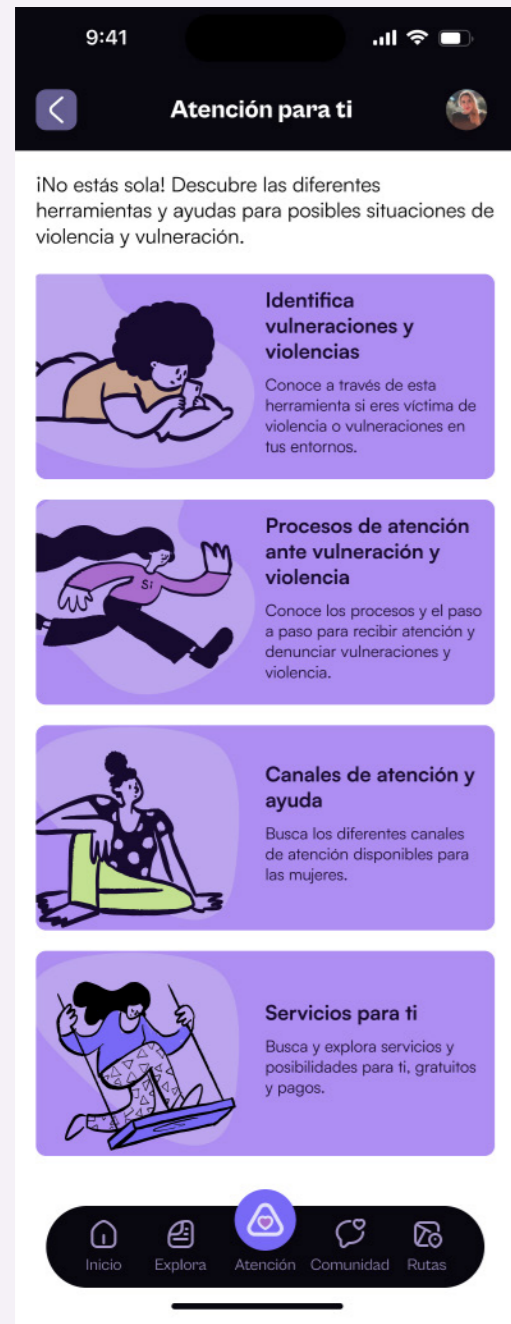 9:41
Atención para ti
¡No estás sola! Descubre las diferentes
herramientas y ayudas para posibles situaciones de
violencia y vulneración.
Identifica
vulneraciones y
violencias
Conoce a través de esta
herramienta si eres víctima de
violencia o vulneraciones en
tus entornos.
Sí
Procesos de atención
ante vulneración y
violencia
Conoce los procesos y el paso
a paso para recibir atención y
denunciar vulneraciones y
violencia.
Canales de atención y
ayuda
Busca los diferentes canales
de atención disponibles para
las mujeres.
Servicios para ti
Busca y explora servicios y
posibilidades para ti, gratuitos
y pagos.
Inicio
Explora
Atención
Comunidad
Rutas